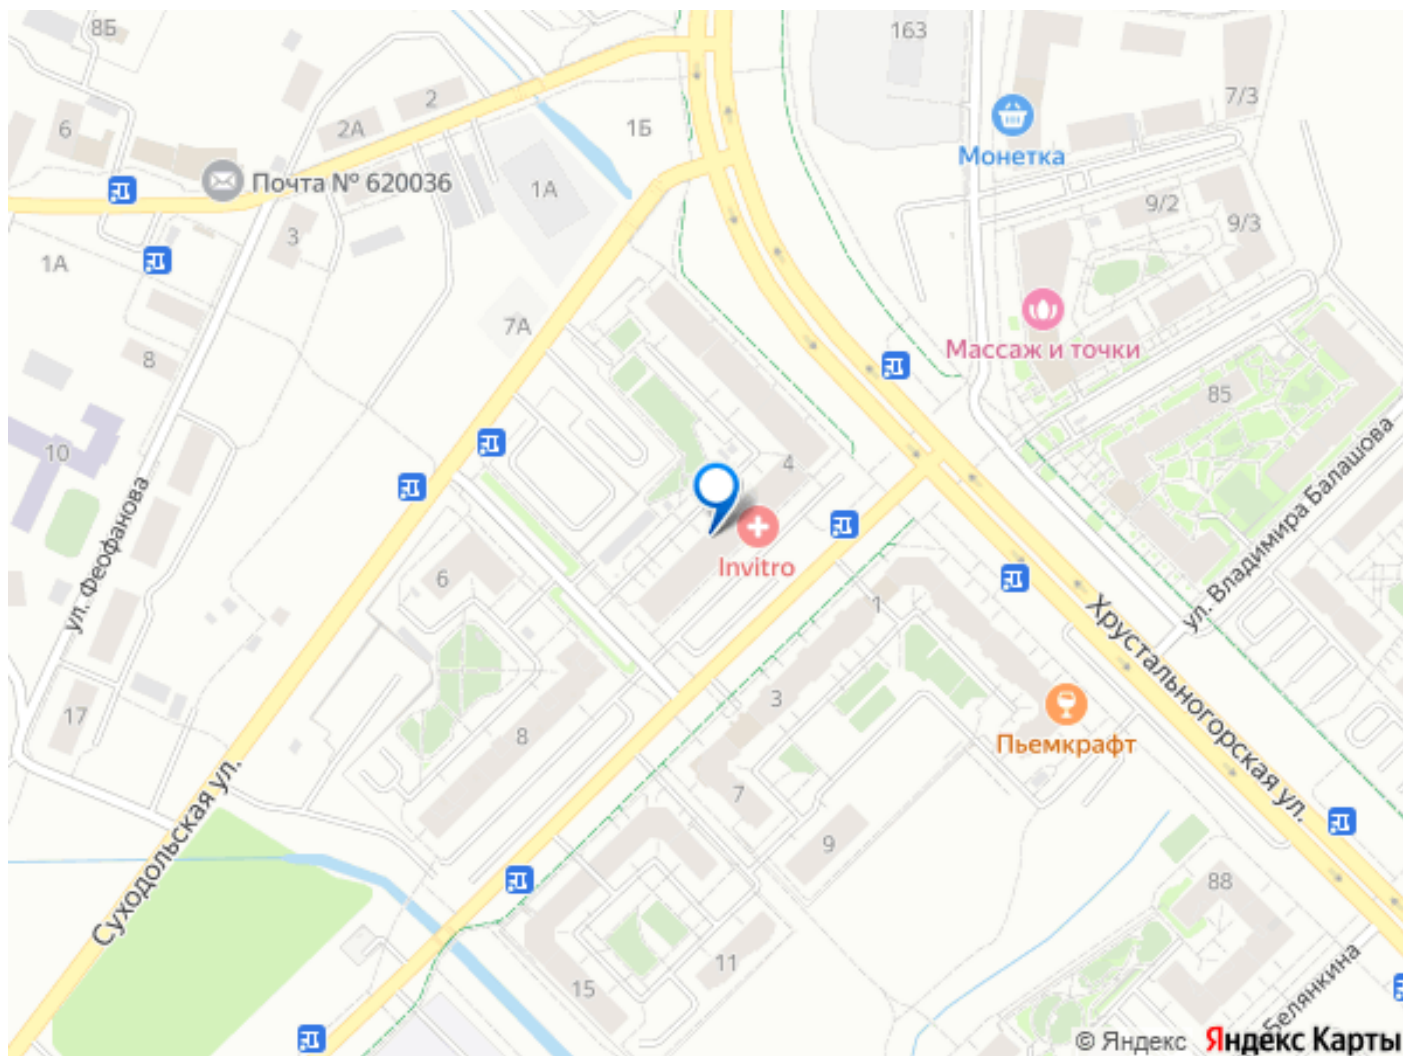 8Б
163
2
7/3
6
2А
1Б
Монетка
Почта № 620036
1А
9/2
9/3
3
1А
7А
Массаж и точки
8
85
10
4
ул. Феофанова
ул. Владимира Балашова
Invitro
6
1
Хрустальногорская ул.
17
3
8
Пьемкрафт
7
Суходольская ул.
9
88
11
15
Белянкина
© Яндекс Яндекс Карты